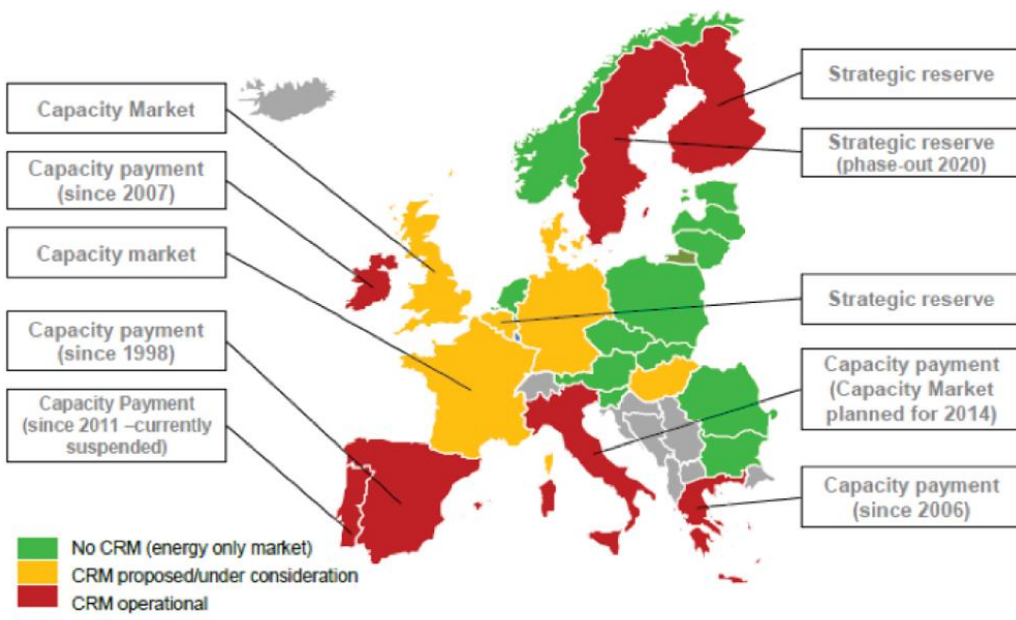 Capacity Market
Capacity payment
(since 2007)
Capacity market
Capacity payment
(since 1998)
Capacity Payment
(since 2011 –currently
suspended)
Strategic reserve
Strategic reserve
(phase-out 2020)
Strategic reserve
Capacity payment
(Capacity Market
planned for 2014)
Capacity payment
(since 2006)
No CRM (energy only market)
CRM proposed/under consideration
CRM operational